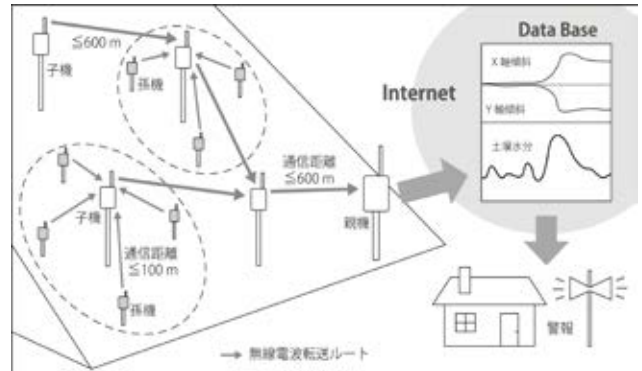 ≦600 m
子機
孫機
Internet
Data Base
X 軸傾斜
Y 軸傾斜
土壌水分
通信距離
≦600 m
親機
子機
通信距離
≦100 m
孫機
警報
無線電波転送ルート